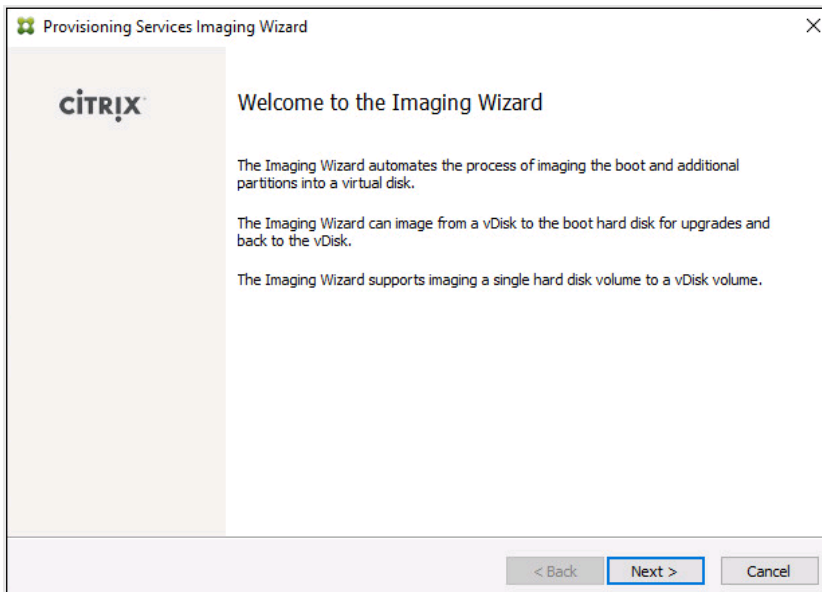 Provisioning Services Imaging Wizard
CITRIX
Welcome to the Imaging Wizard
The Imaging Wizard automates the process of imaging the boot and additional
partitions into a virtual disk.
The Imaging Wizard can image from a vDisk to the boot hard disk for upgrades and
back to the vDisk.
The Imaging Wizard supports imaging a single hard disk volume to a vDisk volume.
< Back Next > Cancel